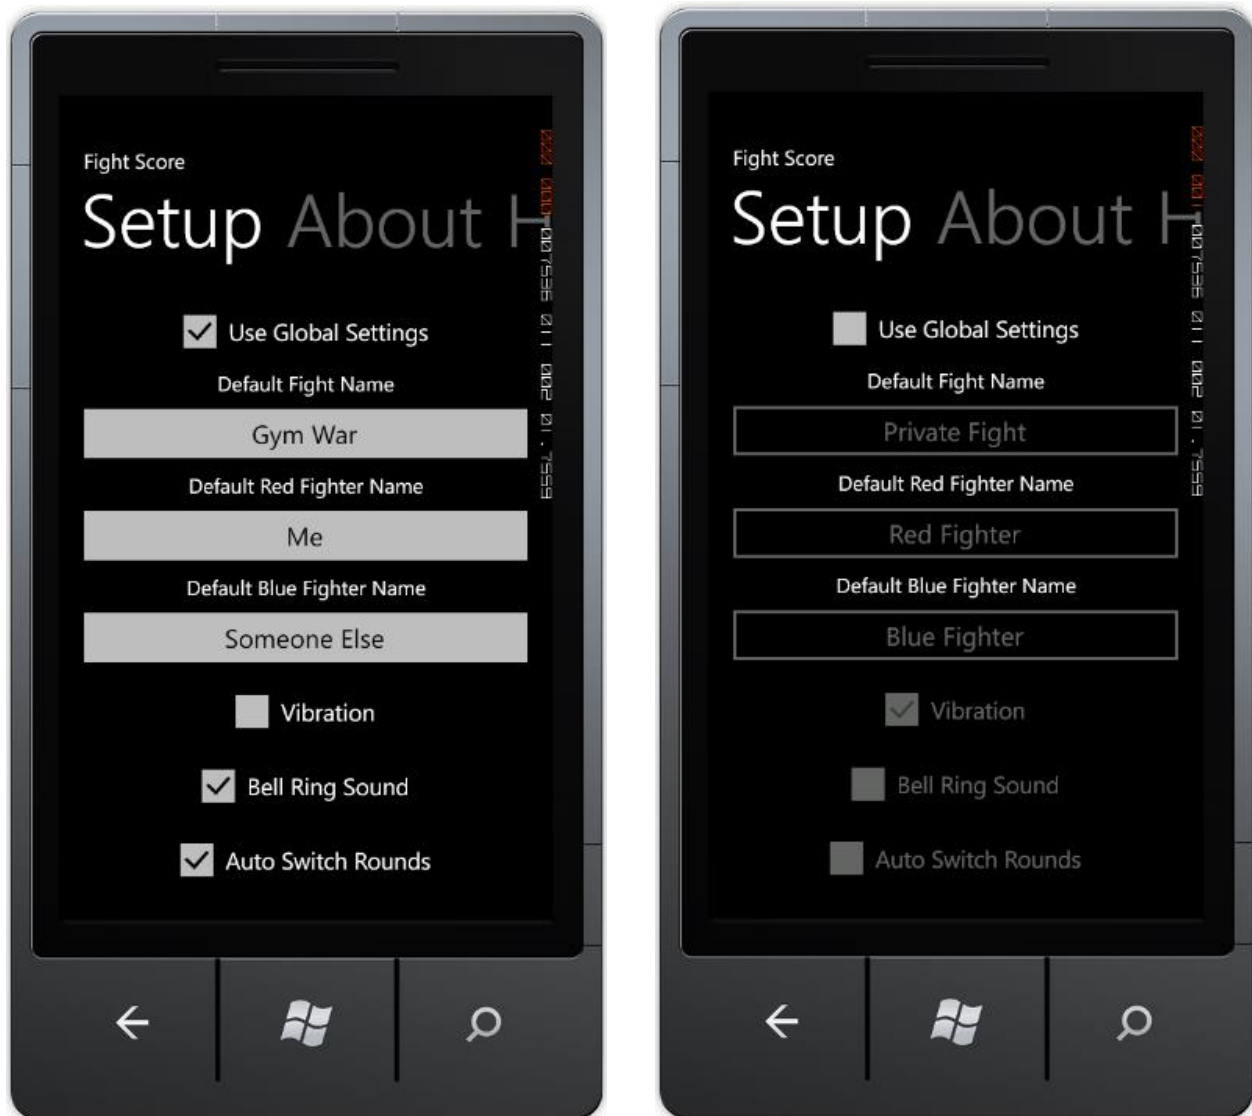 Fight Score
Setup About H
Use Global Settings
Default Fight Name
Gym War
Default Red Fighter Name
Me
Default Blue Fighter Name
Someone Else
Vibration
Bell Ring Sound
Auto Switch Rounds
Fight Score
Setup About H
Use Global Settings
Default Fight Name
Private Fight
Default Red Fighter Name
Red Fighter
Default Blue Fighter Name
Blue Fighter
Vibration
Bell Ring Sound
Auto Switch Rounds